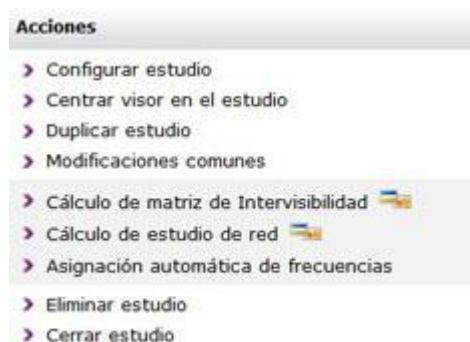 Acciones
Configurar estudio
Centrar visor en el estudio
Duplicar estudio
Modificaciones comunes
Cálculo de matriz de Intervisibilidad
Cálculo de estudio de red
Asignación automática de frecuencias
Eliminar estudio
Cerrar estudio